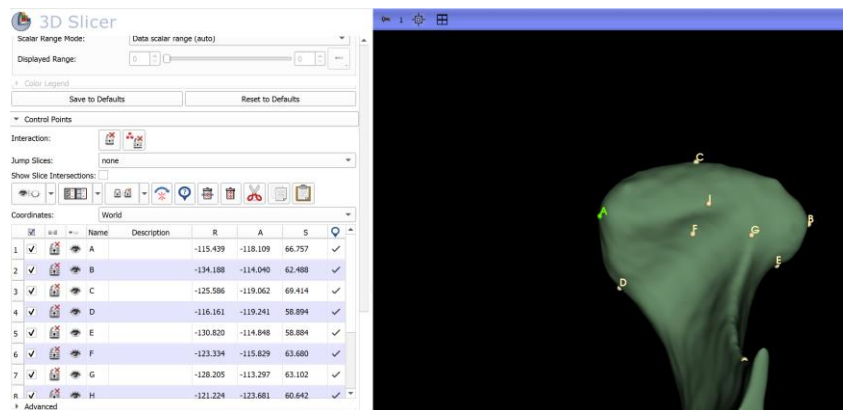 3D Slicer
Scalar Range Mode: Data scalar range (auto)
Displayed Range: 0 0
Color Legend
Save to Defaults Reset to Defaults
Control Points
Interaction:
Jump Slices: none
Show Slice Intersections:
Coordinates: World
Name Description R A S
1 A -115.439 -118.109 66.757
2 B -134.188 -114.040 62.488
3 C -125.586 -119.062 69.414
4 D -116.161 -119.241 58.894
5 E -130.820 -114.848 58.884
6 F -123.334 -115.829 63.680
7 G -128.205 -113.297 63.102
8 H -121.224 -123.681 60.642
Advanced
1
C
A
B
F
G
E
D